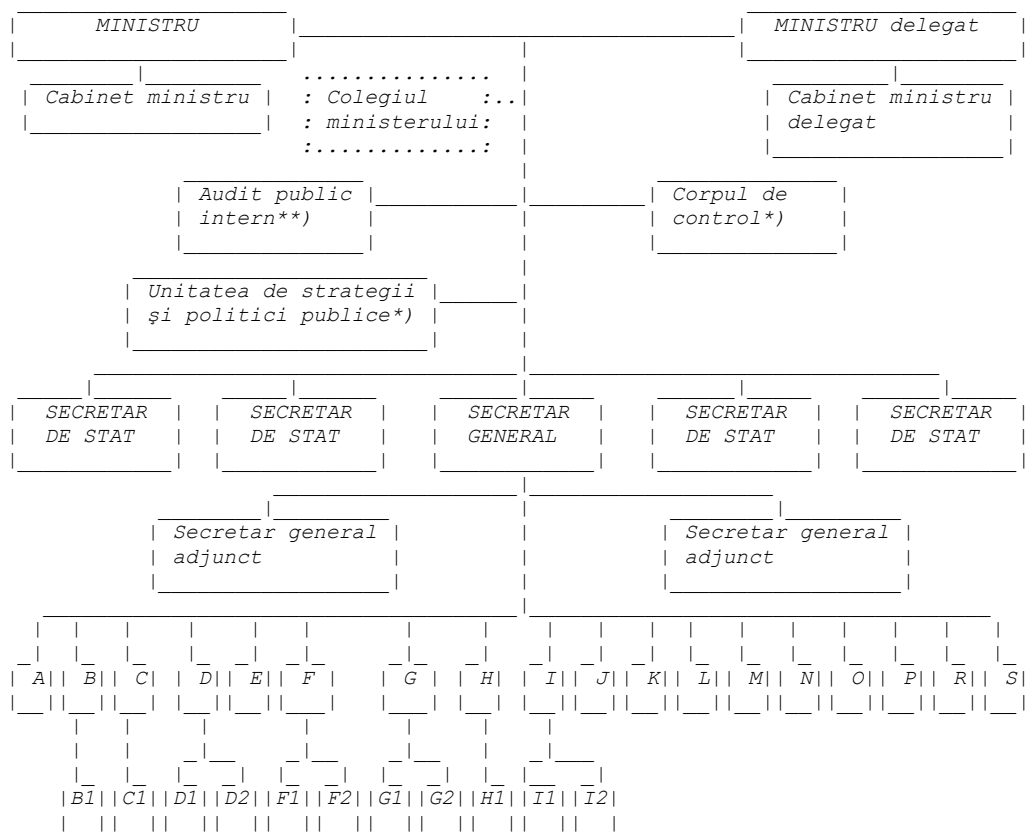 MINISTRU MINISTRU delegat
Cabinet ministru : Colegiul :.. Cabinet ministru
: ministerului: delegat
Audit public Corpul de
intern**) control*)
Unitatea de strategii
şi politici publice*)
SECRETAR SECRETAR SECRETAR SECRETAR SECRETAR
DE STAT DE STAT GENERAL DE STAT DE STAT
Secretar general Secretar general
adjunct adjunct
A B C D E F G H I J K L M N O P R S
B1 C1 D1 D2 F1 F2 G1 G2 H1 I1 I2